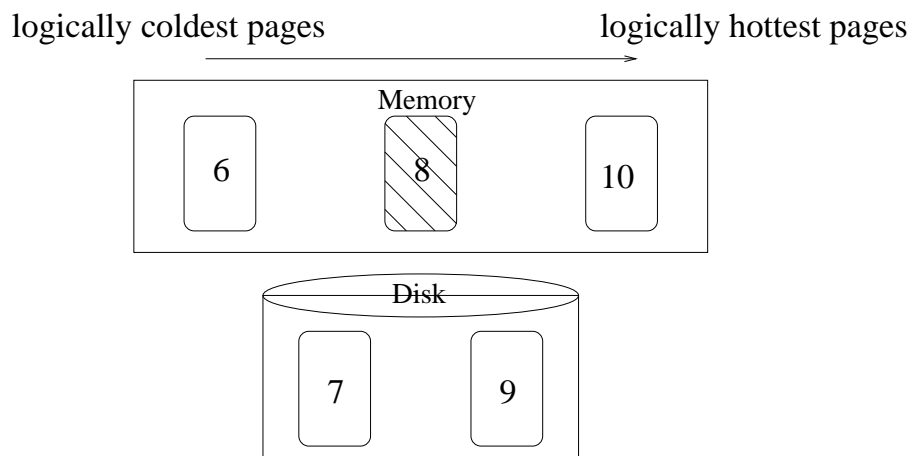 logically coldest pages logically hottest pages
Memory
6 8 10
Disk
7 9